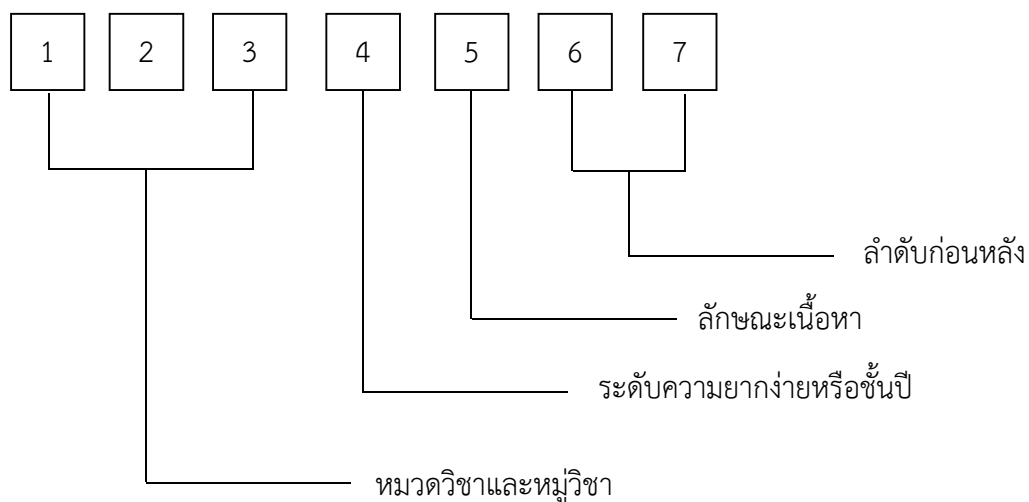 1 2 3 4 5 6 7
ลำดับก่อนหลัง
ลักษณะเนื้อหา
ระดับความยากง่ายหรือชั้นปี
หมวดวิชาและหมู่วิชา